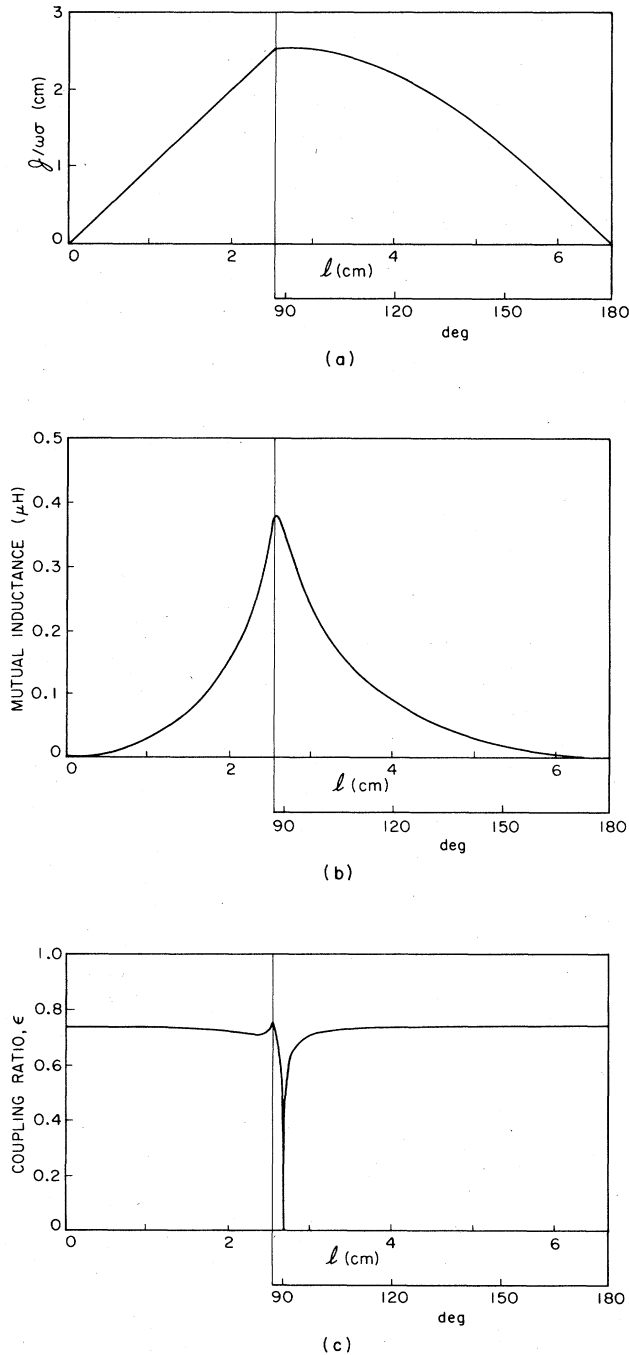 3
2
1
0
𝒥/ωσ (cm)
0 2 4 6
ℓ (cm)
90 120 150 180
deg
(a)
0.5
0.4
0.3
0.2
0.1
0
MUTUAL INDUCTANCE (μH)
0 2 4 6
ℓ (cm)
90 120 150 180
deg
(b)
1.0
0.8
0.6
0.4
0.2
0
COUPLING RATIO, ϵ
0 2 4 6
ℓ (cm)
90 120 150 180
deg
(c)